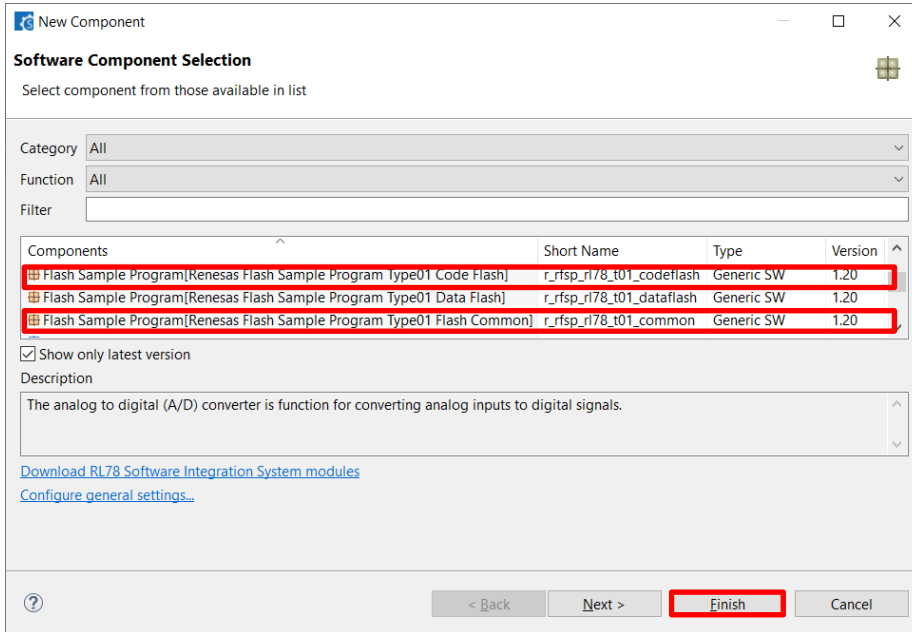 New Component
Software Component Selection
Select component from those available in list
Category All
Function All
Filter
Components Short Name Type Version
Flash Sample Program[Renesas Flash Sample Program Type01 Code Flash] r_rfsp_rl78_t01_codeflash Generic SW 1.20
Flash Sample Program[Renesas Flash Sample Program Type01 Data Flash] r_rfsp_rl78_t01_dataflash Generic SW 1.20
Flash Sample Program[Renesas Flash Sample Program Type01 Flash Common] r_rfsp_rl78_t01_common Generic SW 1.20
Show only latest version
Description
The analog to digital (A/D) converter is function for converting analog inputs to digital signals.
Download RL78 Software Integration System modules
Configure general settings...
? < Back Next > Finish Cancel